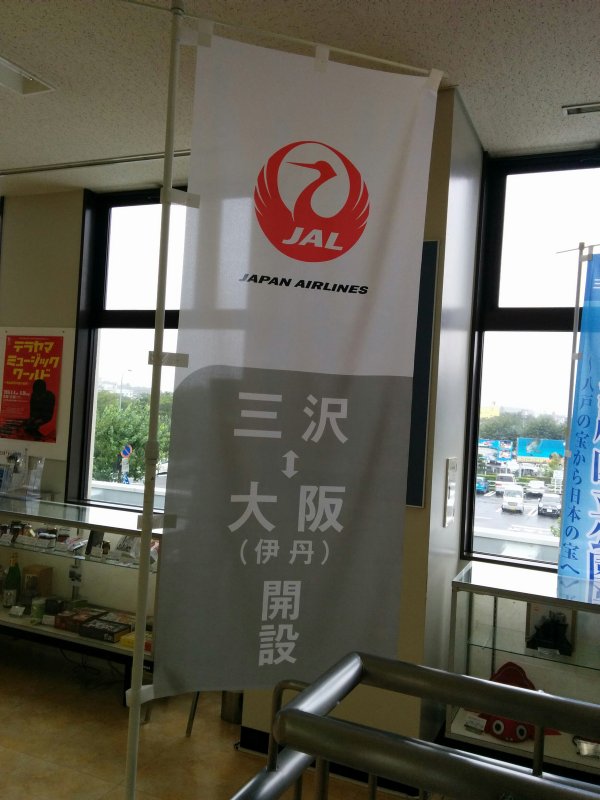 JAL
JAPAN AIRLINES
三沢
↕
大阪
(伊丹)
開設
テラヤマ
ミュージック
ワールド
～八戸の宝から日本の宝へ～